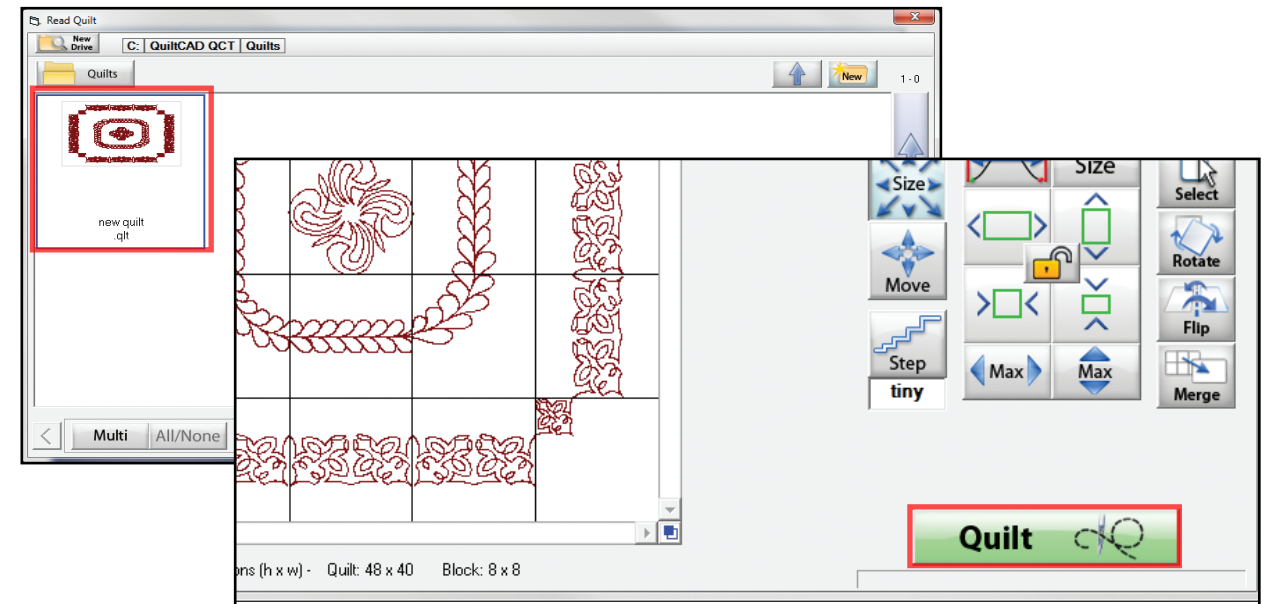 Read Quilt
New
Drive
C: QuiltCAD QCT Quilts
Quilts
New
1 - 0
new quilt
.qlt
Multi All/None
Size
Move
Step
tiny
Size
Max Max
Select
Rotate
Flip
Merge
Quilt
ons (h x w) - Quilt: 48 x 40 Block: 8 x 8